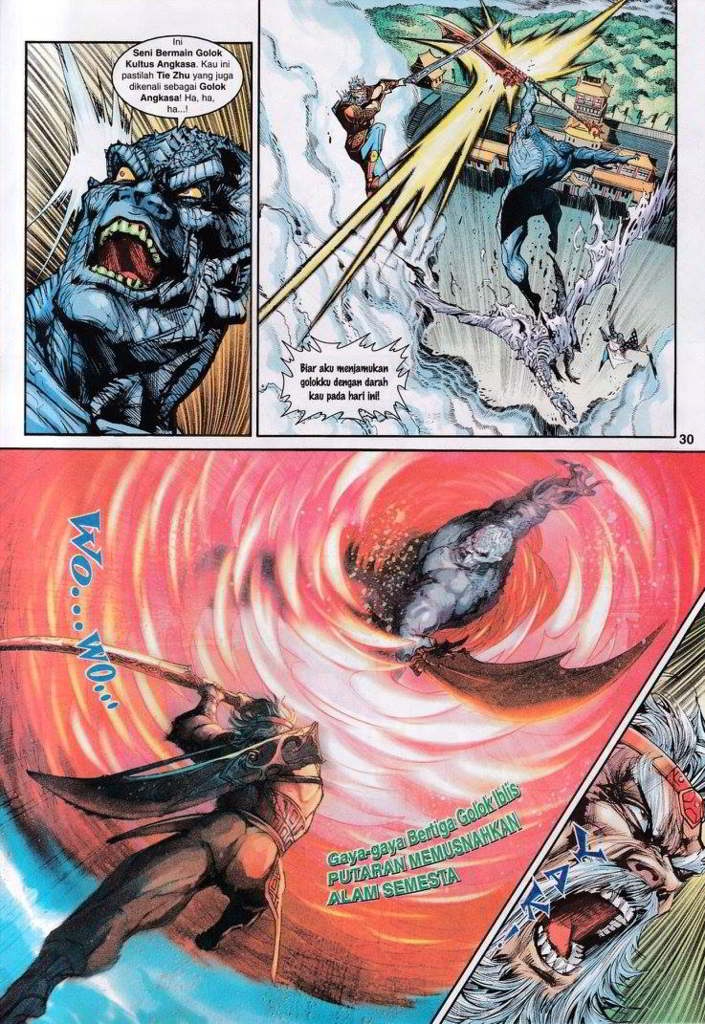 Ini
Seni Bermain Golok
Kultus Angkasa. Kau ini
pastilah Tie Zhu yang juga
dikenali sebagai Golok
Angkasa! Ha, ha,
ha...!
Biar aku menjamukan
golokku dengan darah
kau pada hari ini!
30
Wo...wo...
Gaya-gaya Bertiga Golok Iblis
PUTARAN MEMUSNAHKAN
ALAM SEMESTA
YAK!